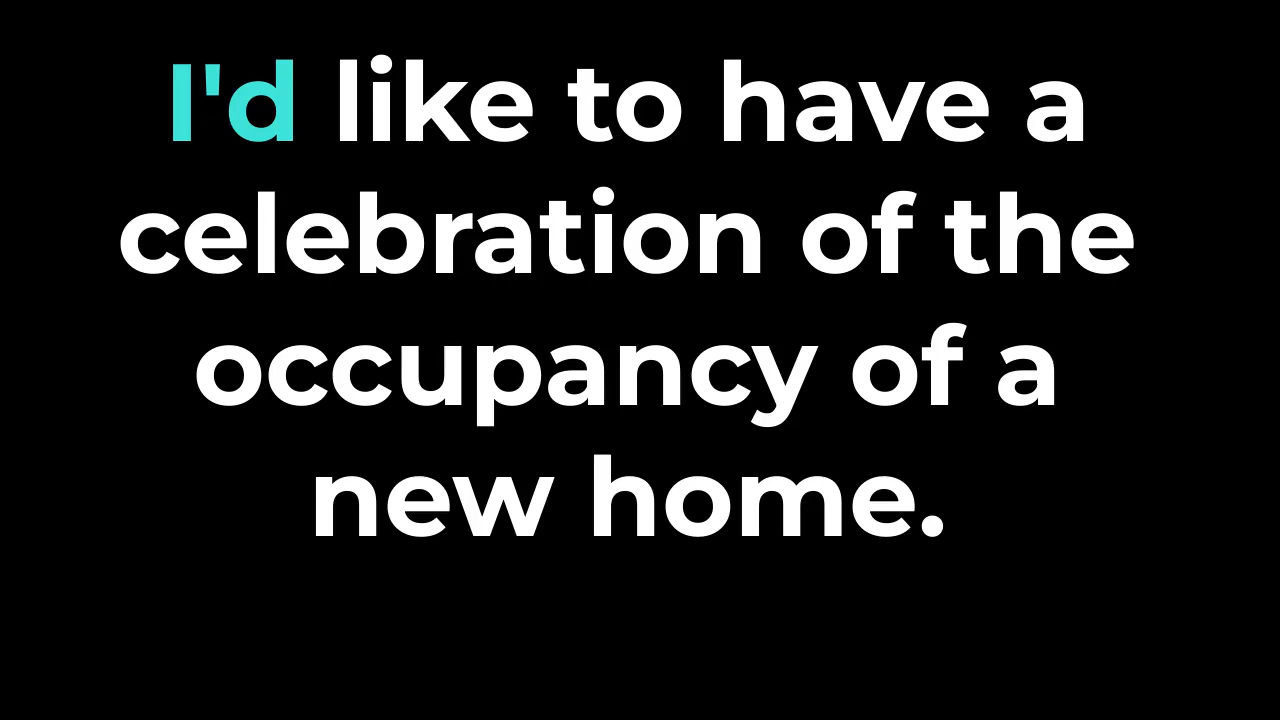 I'd like to have a
celebration of the
occupancy of a
new home.